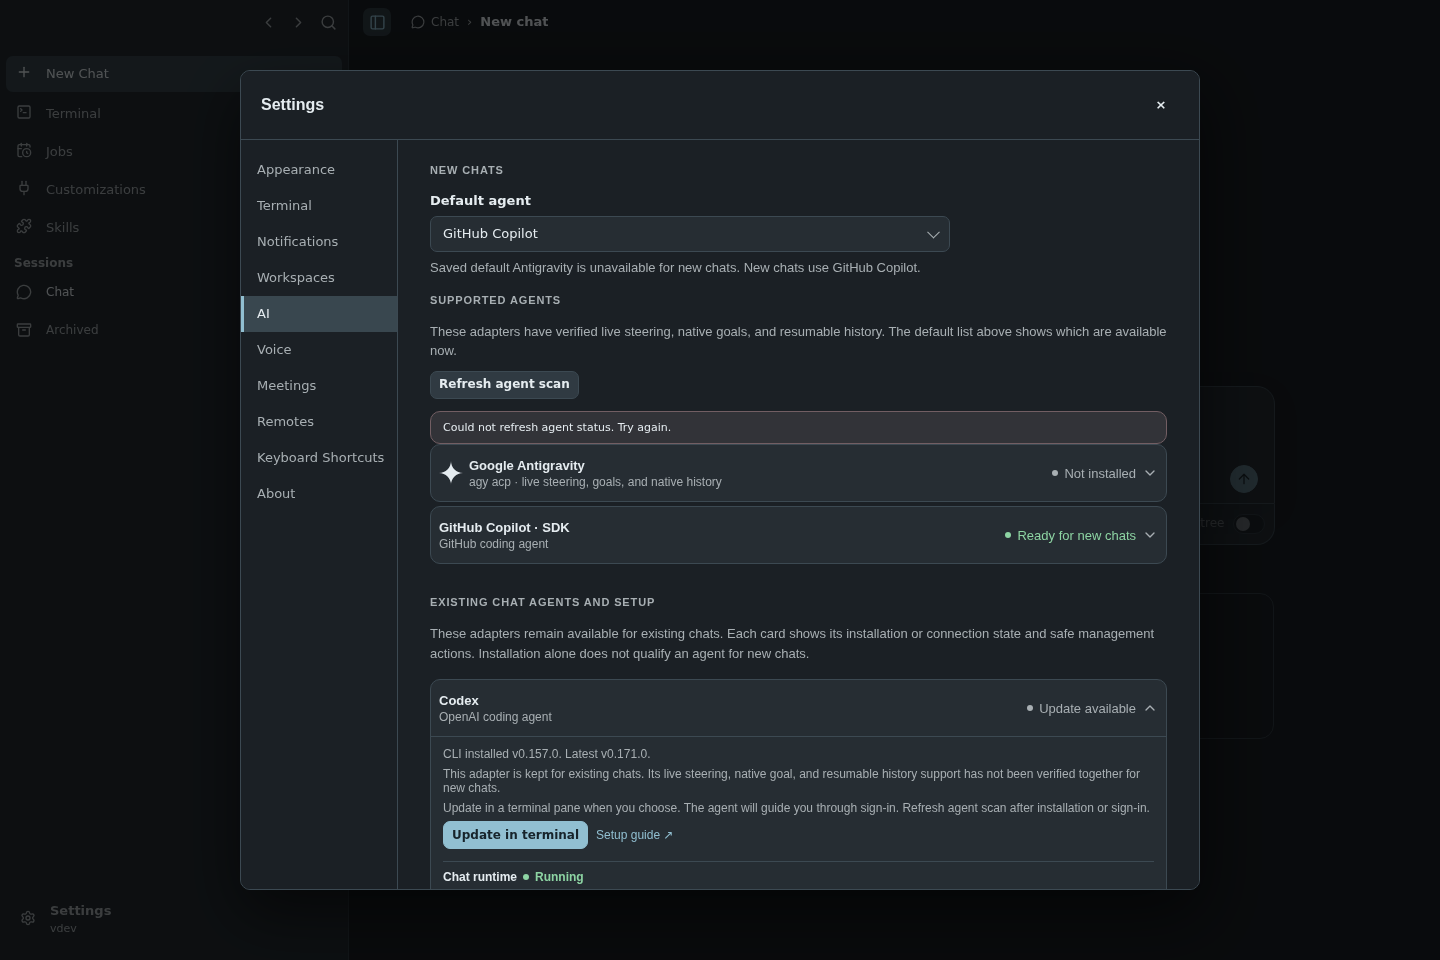 Chat › New chat
New Chat
Terminal
Jobs
Customizations
Skills
Sessions
Chat
Archived
Settings
vdev
Settings
×
Appearance
Terminal
Notifications
Workspaces
AI
Voice
Meetings
Remotes
Keyboard Shortcuts
About
NEW CHATS
Default agent
GitHub Copilot
Saved default Antigravity is unavailable for new chats. New chats use GitHub Copilot.
SUPPORTED AGENTS
These adapters have verified live steering, native goals, and resumable history. The default list above shows which are available
now.
Refresh agent scan
Could not refresh agent status. Try again.
Google Antigravity
agy acp · live steering, goals, and native history
Not installed
GitHub Copilot · SDK
GitHub coding agent
Ready for new chats
EXISTING CHAT AGENTS AND SETUP
These adapters remain available for existing chats. Each card shows its installation or connection state and safe management
actions. Installation alone does not qualify an agent for new chats.
Codex
OpenAI coding agent
Update available
CLI installed v0.157.0. Latest v0.171.0.
This adapter is kept for existing chats. Its live steering, native goal, and resumable history support has not been verified together for
new chats.
Update in a terminal pane when you choose. The agent will guide you through sign-in. Refresh agent scan after installation or sign-in.
Update in terminal
Setup guide ↗
Chat runtime
Running